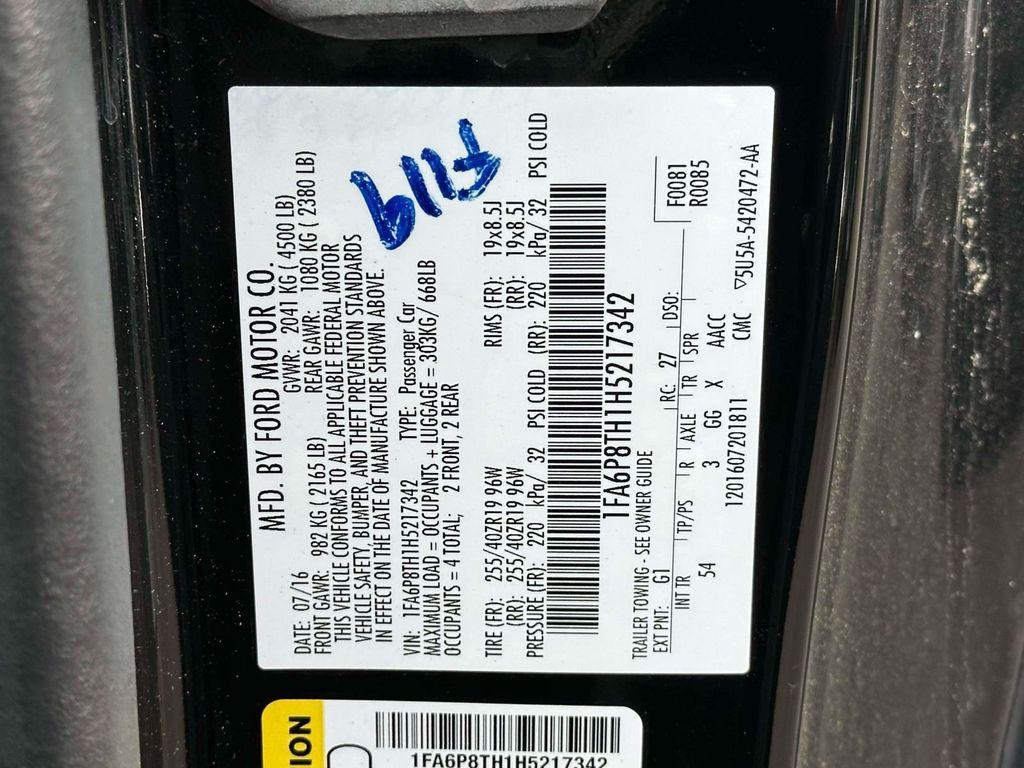 MFD. BY FORD MOTOR CO.
DATE: 07/16 GVWR: 2041 KG ( 4500 LB)
FRONT GAWR: 982 KG ( 2165 LB) REAR GAWR: 1080 KG ( 2380 LB)
THIS VEHICLE CONFORMS TO ALL APPLICABLE FEDERAL MOTOR
VEHICLE SAFETY, BUMPER, AND THEFT PREVENTION STANDARDS
IN EFFECT ON THE DATE OF MANUFACTURE SHOWN ABOVE.
VIN: 1FA6P8TH1H5217342 TYPE: Passenger Car
MAXIMUM LOAD = OCCUPANTS + LUGGAGE = 303KG/ 668LB
OCCUPANTS = 4 TOTAL; 2 FRONT, 2 REAR
TIRE (FR): 255/40ZR19 96W RIMS (FR): 19x8.5J
(RR): 255/40ZR19 96W (RR): 19x8.5J
PRESSURE (FR): 220 kPa/ 32 PSI COLD (RR): 220 kPa/ 32 PSI COLD
1FA6P8TH1H5217342
TRAILER TOWING - SEE OWNER GUIDE
F0081
EXT PNT: G1 RC: 27 DSO: R0085
INT TR TP/PS R AXLE TR SPR
54 3 GG X AACC
1201607201811 CMC ▽5U5A-5420472-AA
ION
1FA6P8TH1H5217342